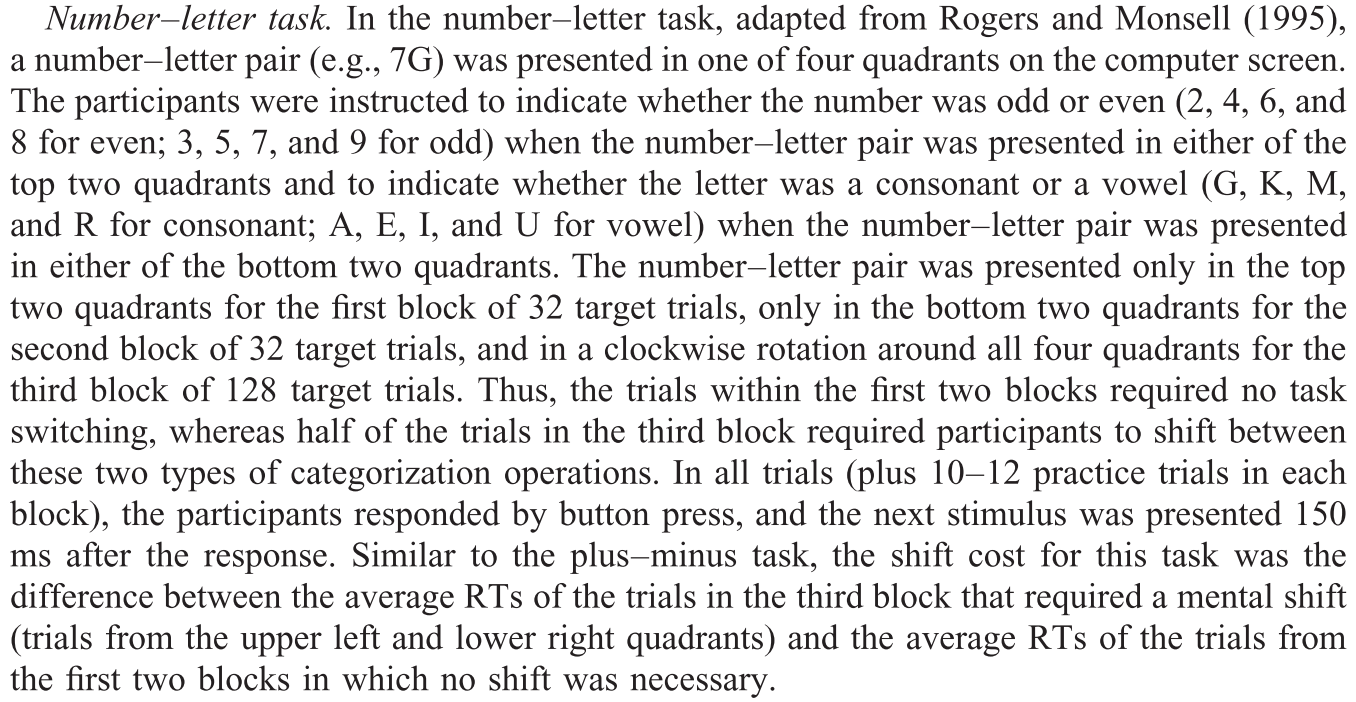 Number–letter task. In the number–letter task, adapted from Rogers and Monsell (1995),
a number–letter pair (e.g., 7G) was presented in one of four quadrants on the computer screen.
The participants were instructed to indicate whether the number was odd or even (2, 4, 6, and
8 for even; 3, 5, 7, and 9 for odd) when the number–letter pair was presented in either of the
top two quadrants and to indicate whether the letter was a consonant or a vowel (G, K, M,
and R for consonant; A, E, I, and U for vowel) when the number–letter pair was presented
in either of the bottom two quadrants. The number–letter pair was presented only in the top
two quadrants for the first block of 32 target trials, only in the bottom two quadrants for the
second block of 32 target trials, and in a clockwise rotation around all four quadrants for the
third block of 128 target trials. Thus, the trials within the first two blocks required no task
switching, whereas half of the trials in the third block required participants to shift between
these two types of categorization operations. In all trials (plus 10–12 practice trials in each
block), the participants responded by button press, and the next stimulus was presented 150
ms after the response. Similar to the plus–minus task, the shift cost for this task was the
difference between the average RTs of the trials in the third block that required a mental shift
(trials from the upper left and lower right quadrants) and the average RTs of the trials from
the first two blocks in which no shift was necessary.